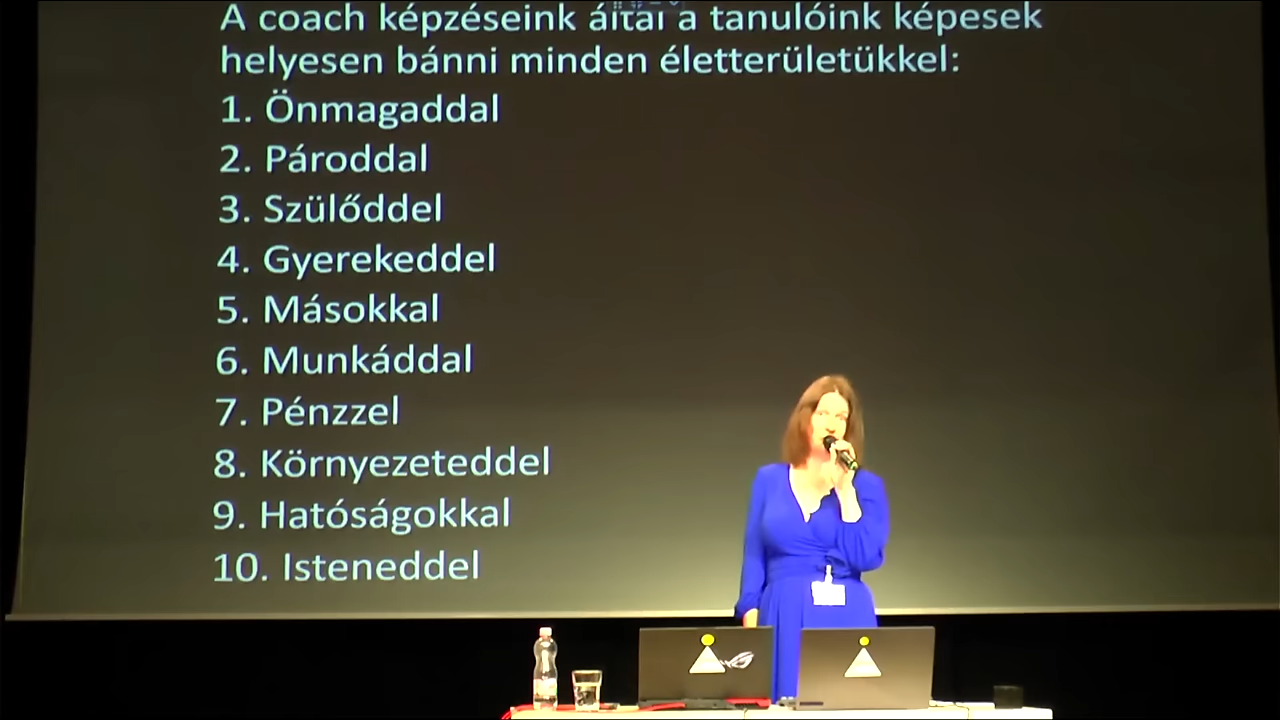 A coach képzéseink által a tanulóink képesek
helyesen bánni minden életterületükkel:
1. Önmagaddal
2. Pároddal
3. Szülőddel
4. Gyerekeddel
5. Másokkal
6. Munkáddal
7. Pénzzel
8. Környezeteddel
9. Hatóságokkal
10. Isteneddel